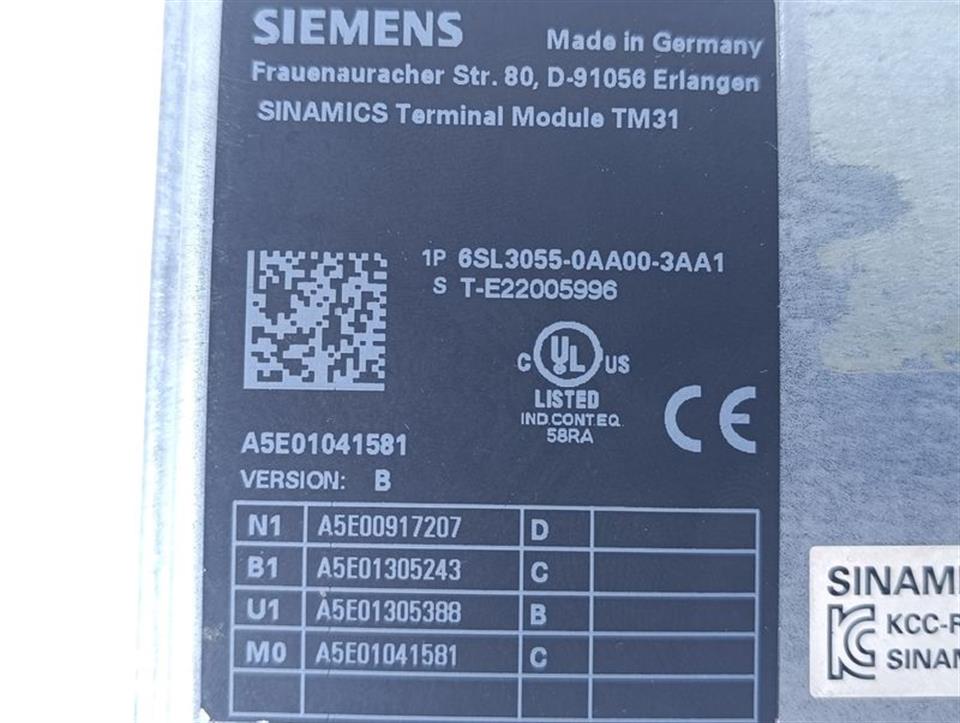 SIEMENS Made in Germany
Frauenauracher Str. 80, D-91056 Erlangen
SINAMICS Terminal Module TM31
1P 6SL3055-0AA00-3AA1
S T-E22005996
C UL US
LISTED
IND.CONT.EQ.
58RA
CE
A5E01041581
VERSION: B
N1 A5E00917207 D
B1 A5E01305243 C
U1 A5E01305388 B
M0 A5E01041581 C
SINAMI
KCC-R
SINAM